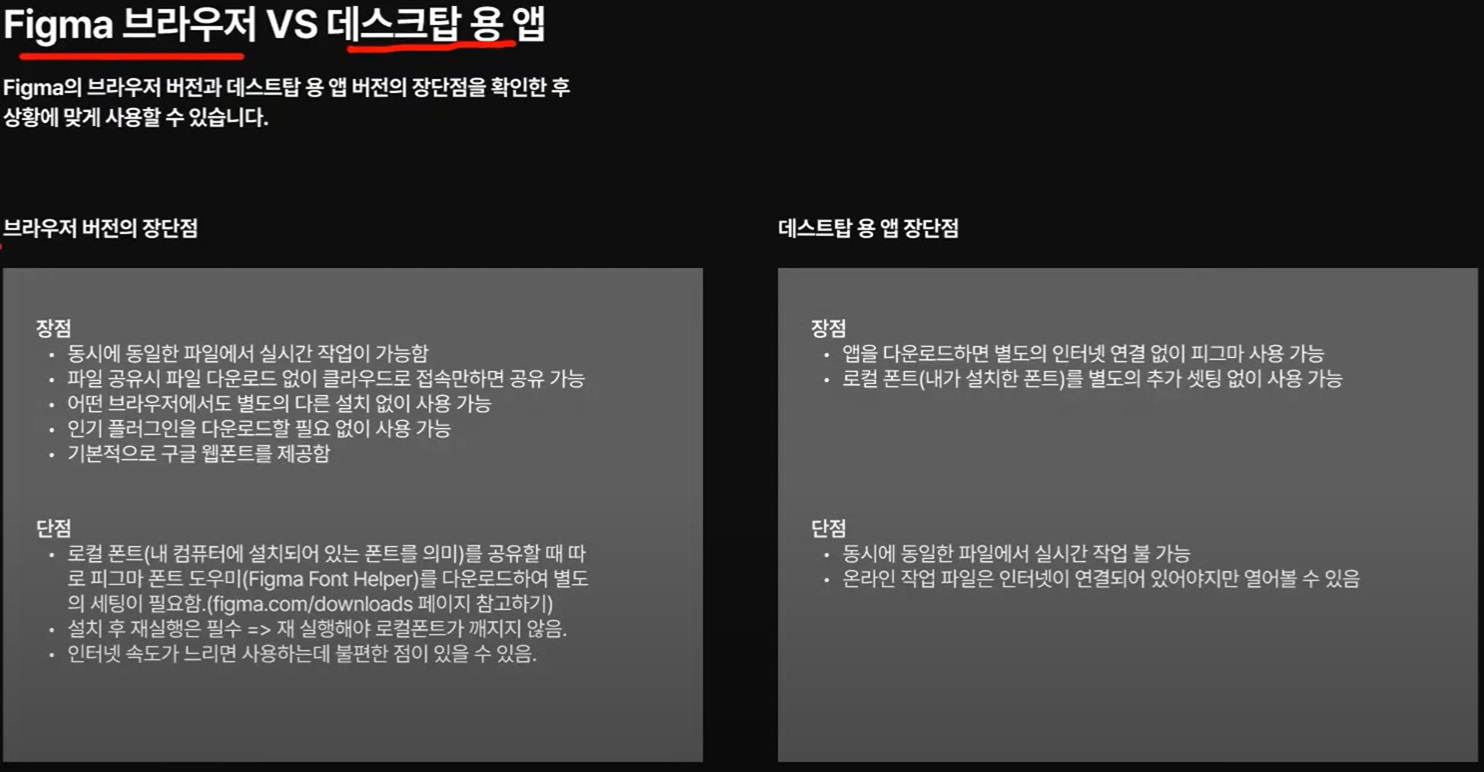 Figma 브라우저 VS 데스크탑 용 앱
Figma의 브라우저 버전과 데스트탑 용 앱 버전의 장단점을 확인한 후
상황에 맞게 사용할 수 있습니다.
브라우저 버전의 장단점
장점
• 동시에 동일한 파일에서 실시간 작업이 가능함
• 파일 공유시 파일 다운로드 없이 클라우드로 접속만하면 공유 가능
• 어떤 브라우저에서도 별도의 다른 설치 없이 사용 가능
• 인기 플러그인을 다운로드할 필요 없이 사용 가능
• 기본적으로 구글 웹폰트를 제공함
단점
• 로컬 폰트(내 컴퓨터에 설치되어 있는 폰트를 의미)를 공유할 때 따
로 피그마 폰트 도우미(Figma Font Helper)를 다운로드하여 별도
의 세팅이 필요함.(figma.com/downloads 페이지 참고하기)
• 설치 후 재실행은 필수 => 재 실행해야 로컬폰트가 깨지지 않음.
• 인터넷 속도가 느리면 사용하는데 불편한 점이 있을 수 있음.
데스트탑 용 앱 장단점
장점
• 앱을 다운로드하면 별도의 인터넷 연결 없이 피그마 사용 가능
• 로컬 폰트(내가 설치한 폰트)를 별도의 추가 셋팅 없이 사용 가능
단점
• 동시에 동일한 파일에서 실시간 작업 불 가능
• 온라인 작업 파일은 인터넷이 연결되어 있어야지만 열어볼 수 있음